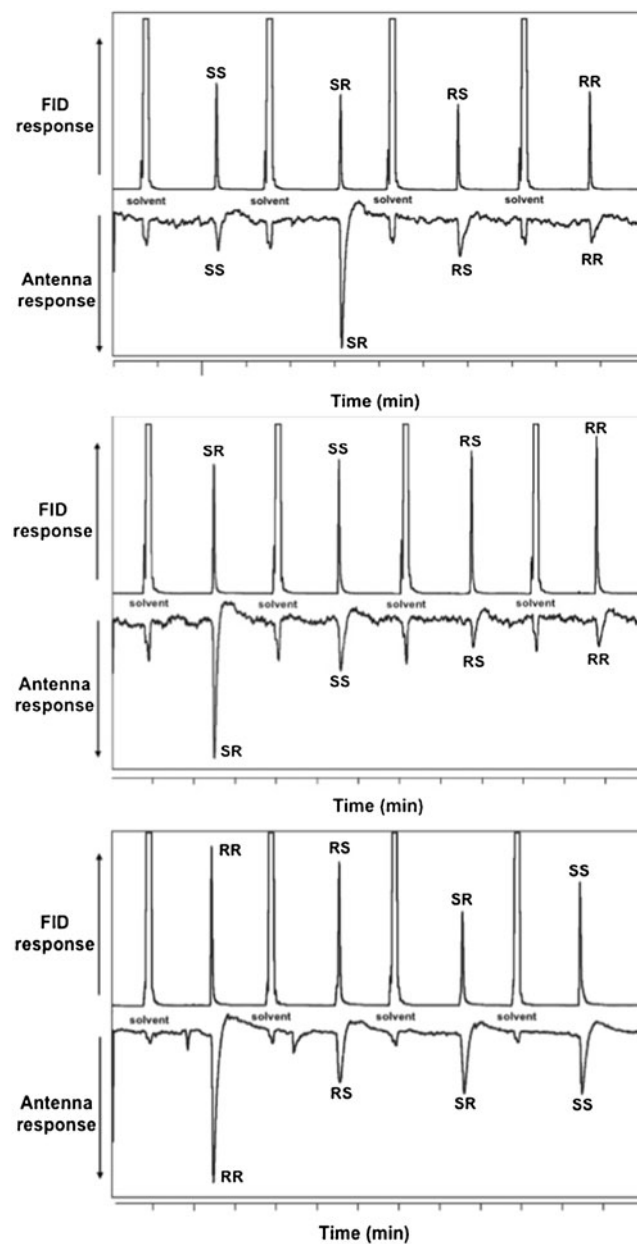 SS SR RS RR
FID
response
solvent solvent solvent solvent
SS RS RR
Antenna
response
SR
Time (min)
SR SS RS RR
FID
response
solvent solvent solvent solvent
SS RS RR
Antenna
response
SR
Time (min)
RR RS SR SS
FID
response
solvent solvent solvent solvent
RS SR SS
Antenna
response
RR
Time (min)